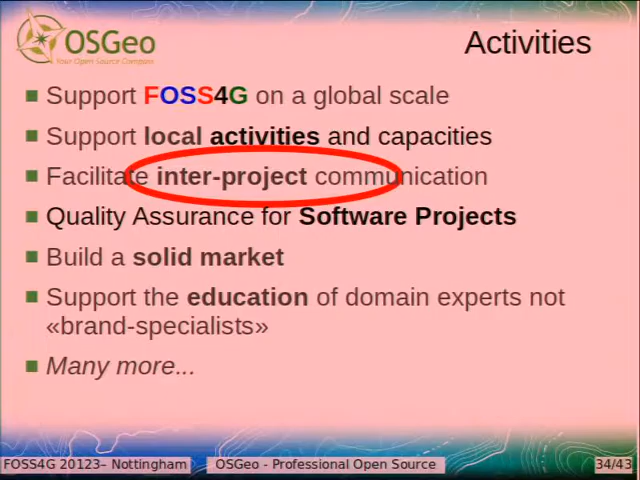 OSGeo
Your Open Source Compass
Activities
Support FOSS4G on a global scale
Support local activities and capacities
Facilitate inter-project communication
Quality Assurance for Software Projects
Build a solid market
Support the education of domain experts not
«brand-specialists»
Many more...
FOSS4G 20123– Nottingham
OSGeo - Professional Open Source
34/43